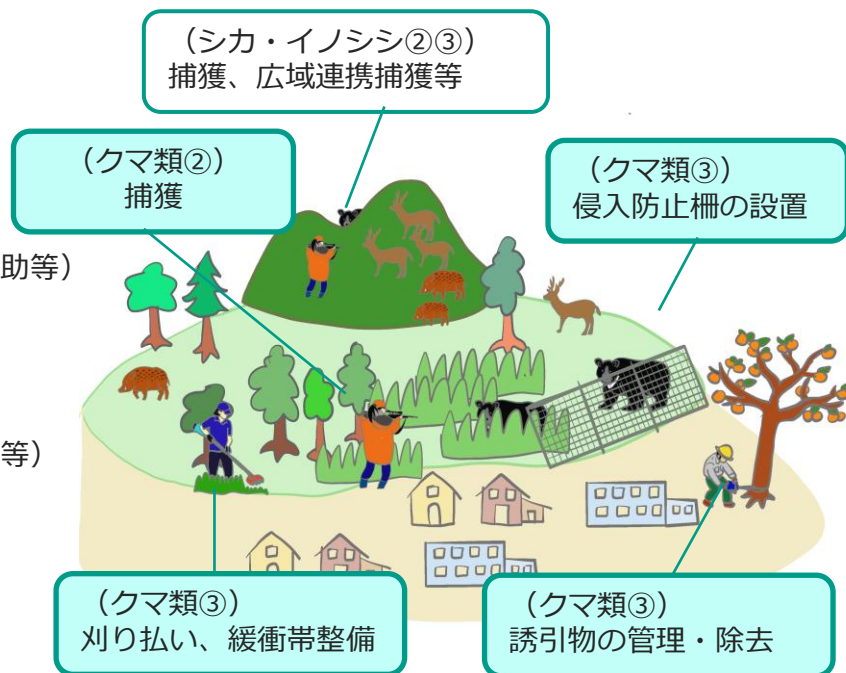 （シカ・イノシシ②③）
捕獲、広域連携捕獲等
（クマ類②）
捕獲
（クマ類③）
侵入防止柵の設置
助等）
等）
（クマ類③）
刈り払い、緩衝帯整備
（クマ類③）
誘引物の管理・除去